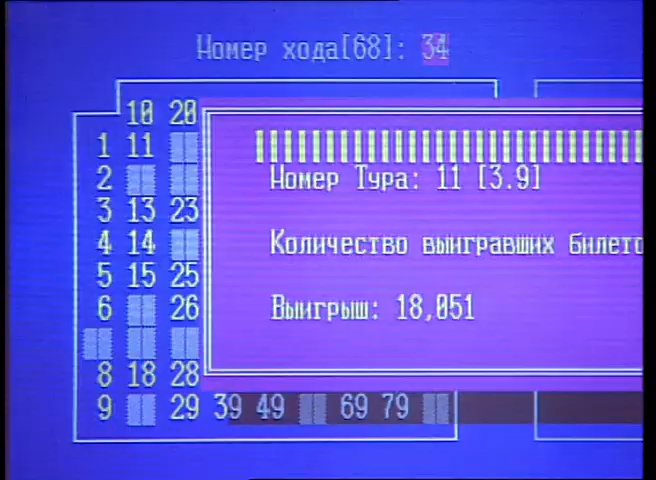 Номер хода[68]: 34
10 20
1 11
2
3 13 23
4 14
5 15 25
6 26
8 18 28
9 29 39 49 69 79
Номер Тура: 11 [3.9]
Количество выигравших билето
Выигрыш: 18,051